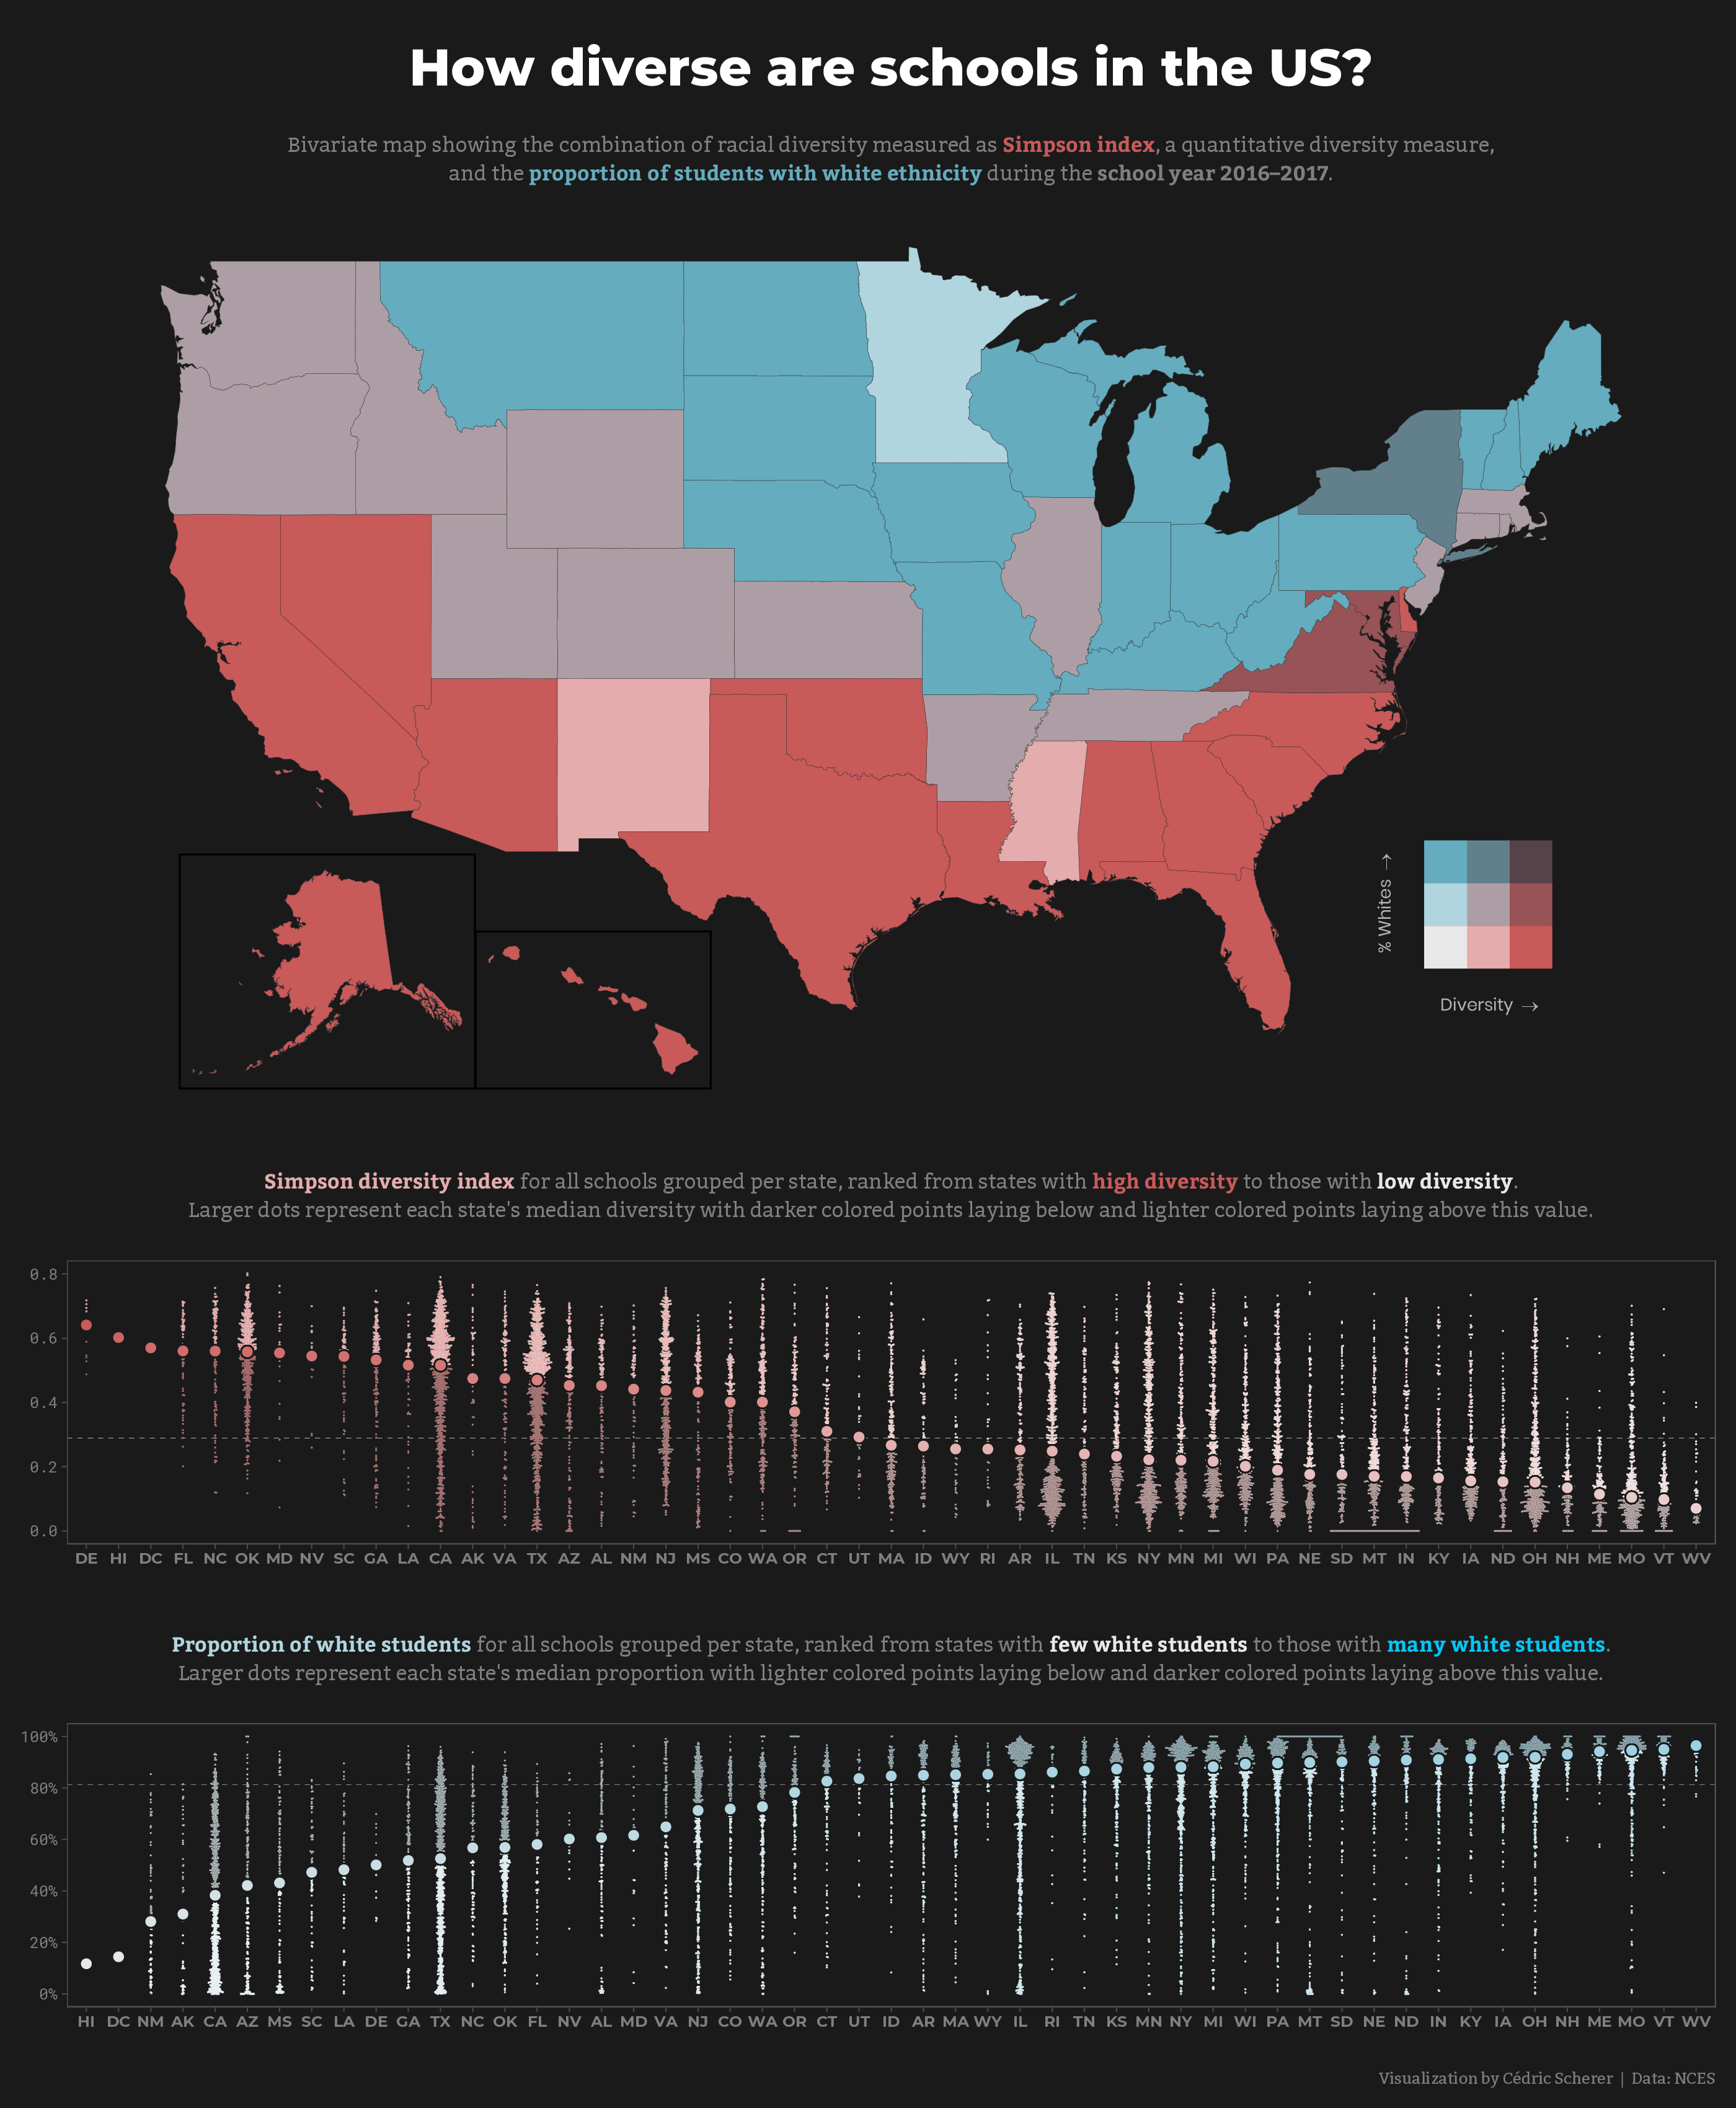 How diverse are schools in the US?
Bivariate map showing the combination of racial diversity measured as Simpson index, a quantitative diversity measure,
and the proportion of students with white ethnicity during the school year 2016–2017.
% Whites →
Diversity →
Simpson diversity index for all schools grouped per state, ranked from states with high diversity to those with low diversity.
Larger dots represent each state's median diversity with darker colored points laying below and lighter colored points laying above this value.
0.8
0.6
0.4
0.2
0.0
DE HI DC FL NC OK MD NV SC GA LA CA AK VA TX AZ AL NM NJ MS CO WA OR CT UT MA ID WY RI AR IL TN KS NY MN MI WI PA NE SD MT IN KY IA ND OH NH ME MO VT WV
Proportion of white students for all schools grouped per state, ranked from states with few white students to those with many white students.
Larger dots represent each state's median proportion with lighter colored points laying below and darker colored points laying above this value.
100%
80%
60%
40%
20%
0%
HI DC NM AK CA AZ MS SC LA DE GA TX NC OK FL NV AL MD VA NJ CO WA OR CT UT ID AR MA WY IL RI TN KS MN NY MI WI PA MT SD NE ND IN KY IA OH NH ME MO VT WV
Visualization by Cédric Scherer | Data: NCES